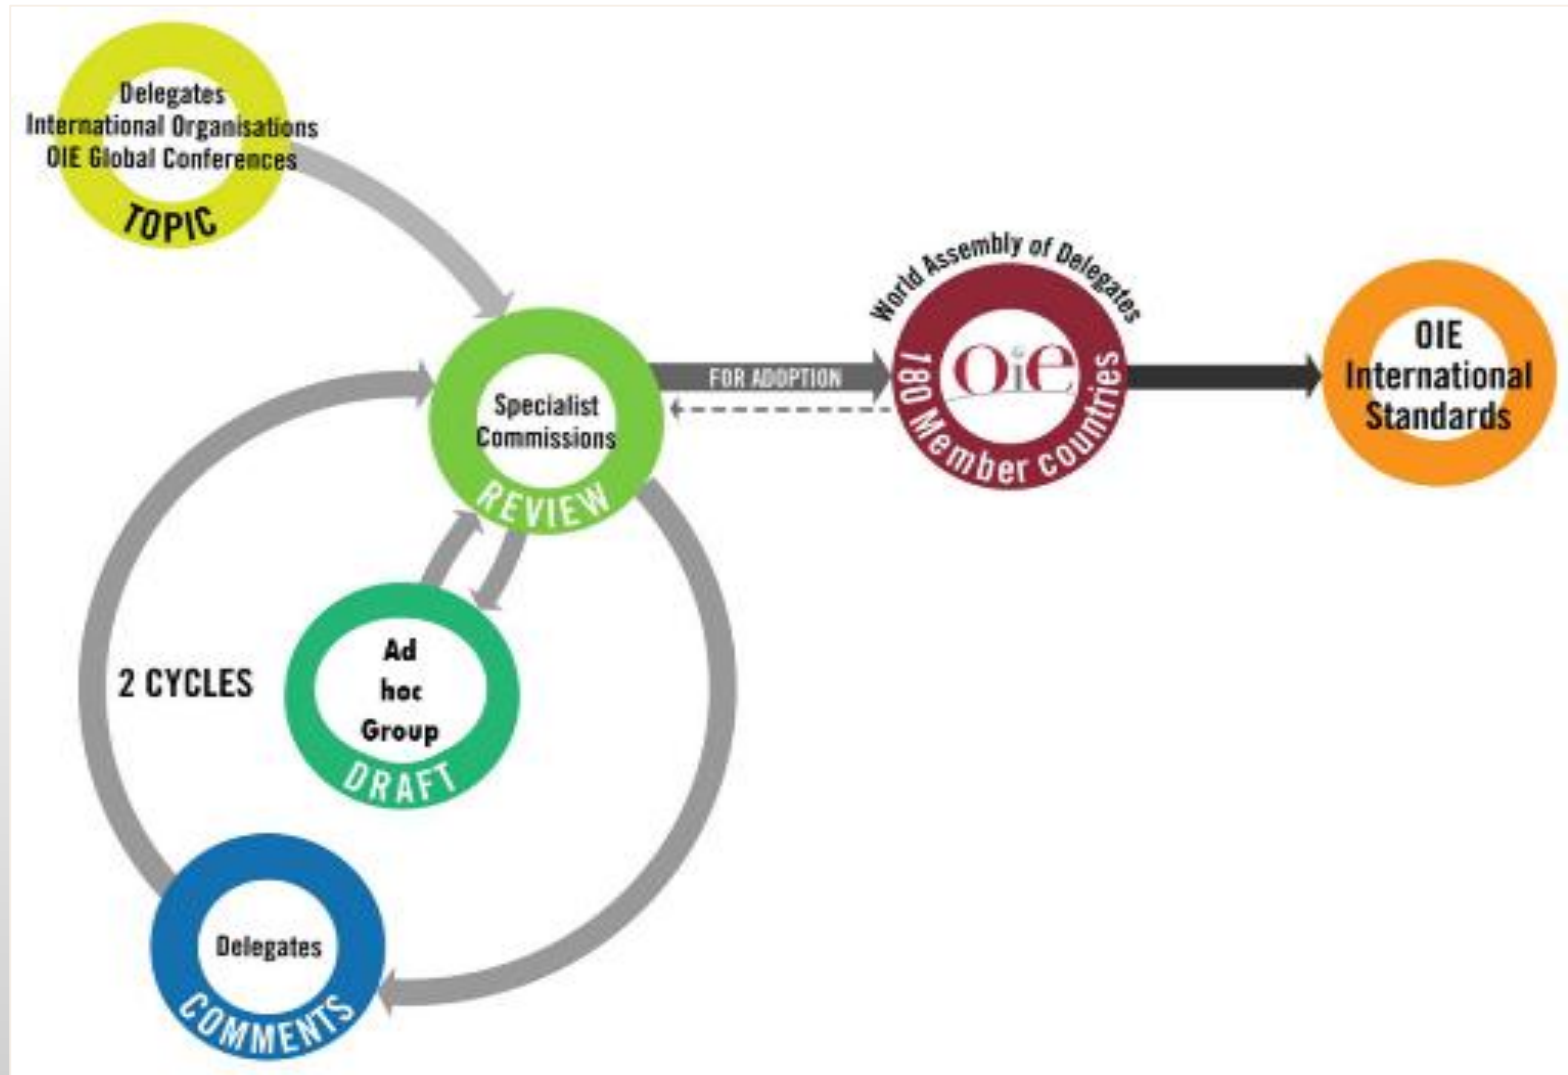 Delegates
International Organisations
OIE Global Conferences
TOPIC
World Assembly of Delegates
OIE
International
Standards
FOR ADOPTION
oie
180 Member countries
Specialist
Commissions
REVIEW
Ad
hoc
Group
2 CYCLES
DRAFT
Delegates
COMMENTS